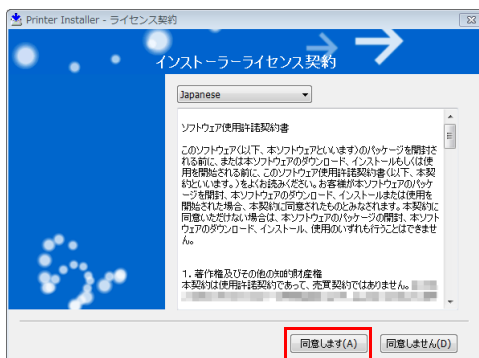 Printer Installer - ライセンス契約
インストーラーライセンス契約
Japanese
ソフトウェア使用許諾契約書
このソフトウェア(以下、本ソフトウェアといいます)のパッケージを開封さ
れる前に、または本ソフトウェアのダウンロード、インストールもしくは使
用を開始される前に、このソフトウェア使用許諾契約書(以下、本契
約といいます。)をよくお読みください。お客様が本ソフトウェアのパッケ
ージを開封、本ソフトウェアのダウンロード、インストールまたは使用を
開始された場合、本契約に同意されたものとみなされます。本契約に
同意いただけない場合は、本ソフトウェアのパッケージの開封、本ソフト
ウェアのダウンロード、インストール、使用のいずれも行うことはできませ
ん。
1. 著作権及びその他の知的財産権
本契約は使用許諾契約であって、売買契約ではありません。
同意します(A)
同意しません(D)